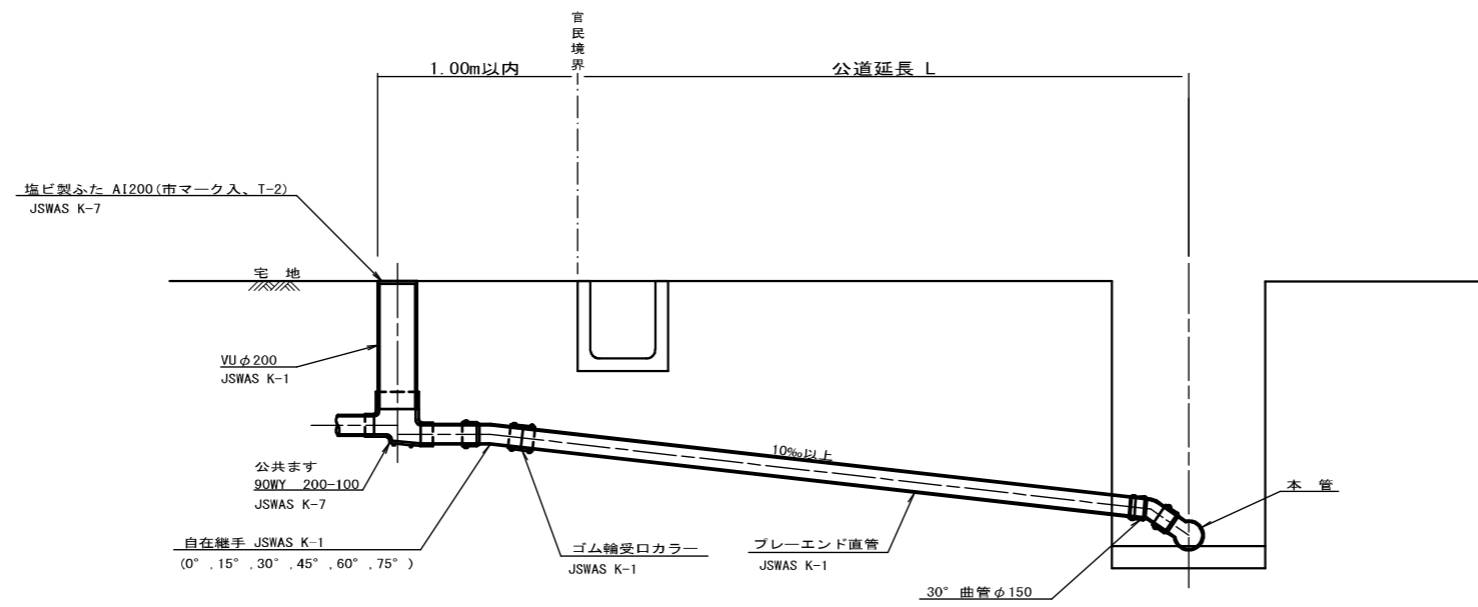 官民境界
1.00m以内
公道延長 L
塩ビ製ふた AI200(市マーク入、T-2)
JSWAS K-7
宅 地
VUφ200
JSWAS K-1
10‰以上
公共ます
90WY 200-100
JSWAS K-7
本 管
自在継手 JSWAS K-1
(0°,15°,30°,45°,60°,75°)
ゴム輪受口カラー
JSWAS K-1
プレーエンド直管
JSWAS K-1
30° 曲管φ150